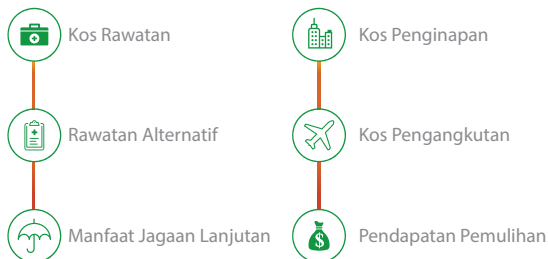 Kos Rawatan
Rawatan Alternatif
Manfaat Jagaan Lanjutan
Kos Penginapan
Kos Pengangkutan
Pendapatan Pemulihan